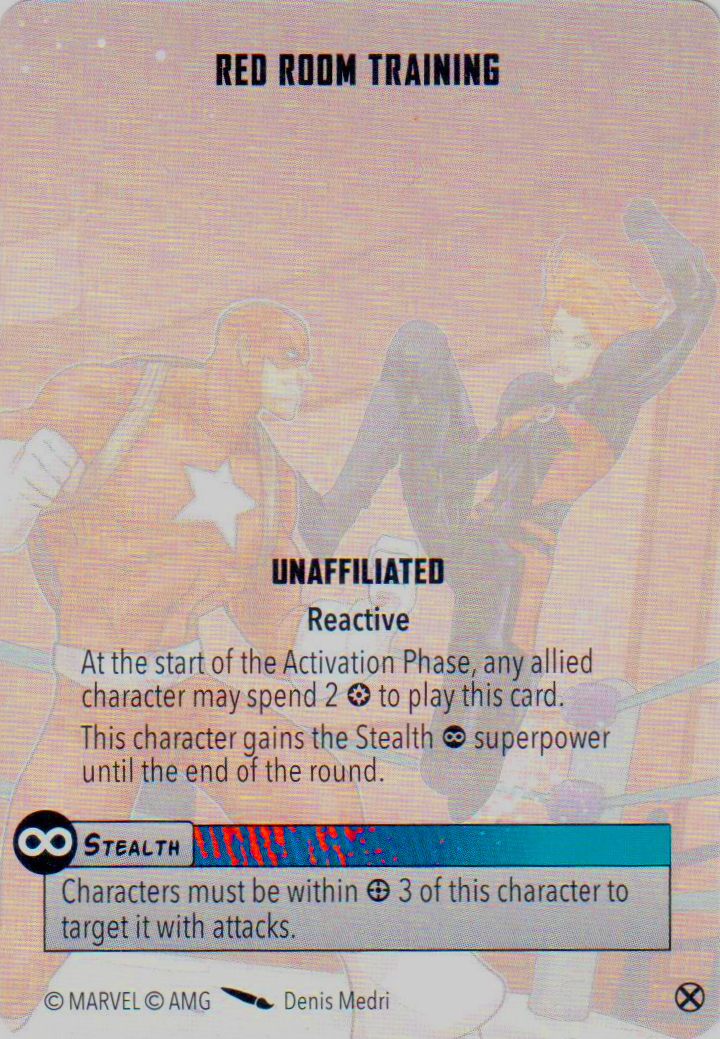 RED ROOM TRAINING
UNAFFILIATED
Reactive
At the start of the Activation Phase, any allied
character may spend 2 to play this card.
This character gains the Stealth ∞ superpower
until the end of the round.
∞ STEALTH
Characters must be within 3 of this character to
target it with attacks.
© MARVEL © AMG Denis Medri